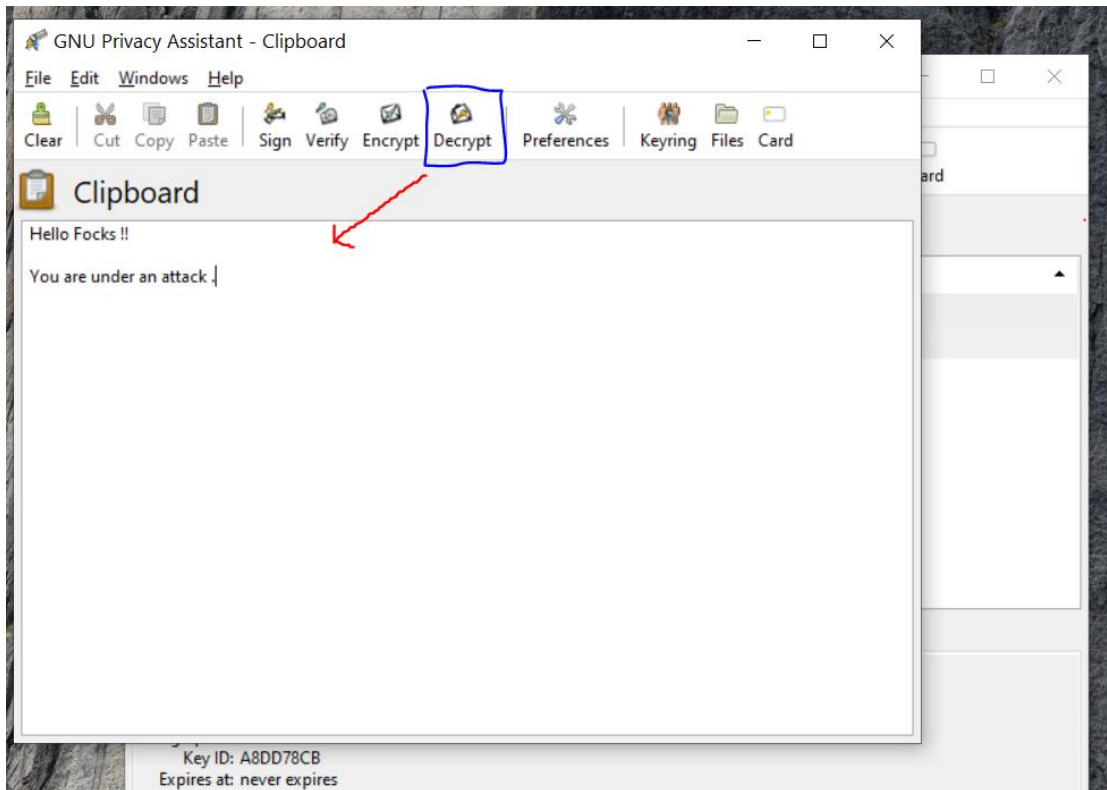 GNU Privacy Assistant - Clipboard
File Edit Windows Help
Clear Cut Copy Paste Sign Verify Encrypt Decrypt Preferences Keyring Files Card
ard
Clipboard
Hello Focks !!
You are under an attack .
Key ID: A8DD78CB
Expires at: never expires